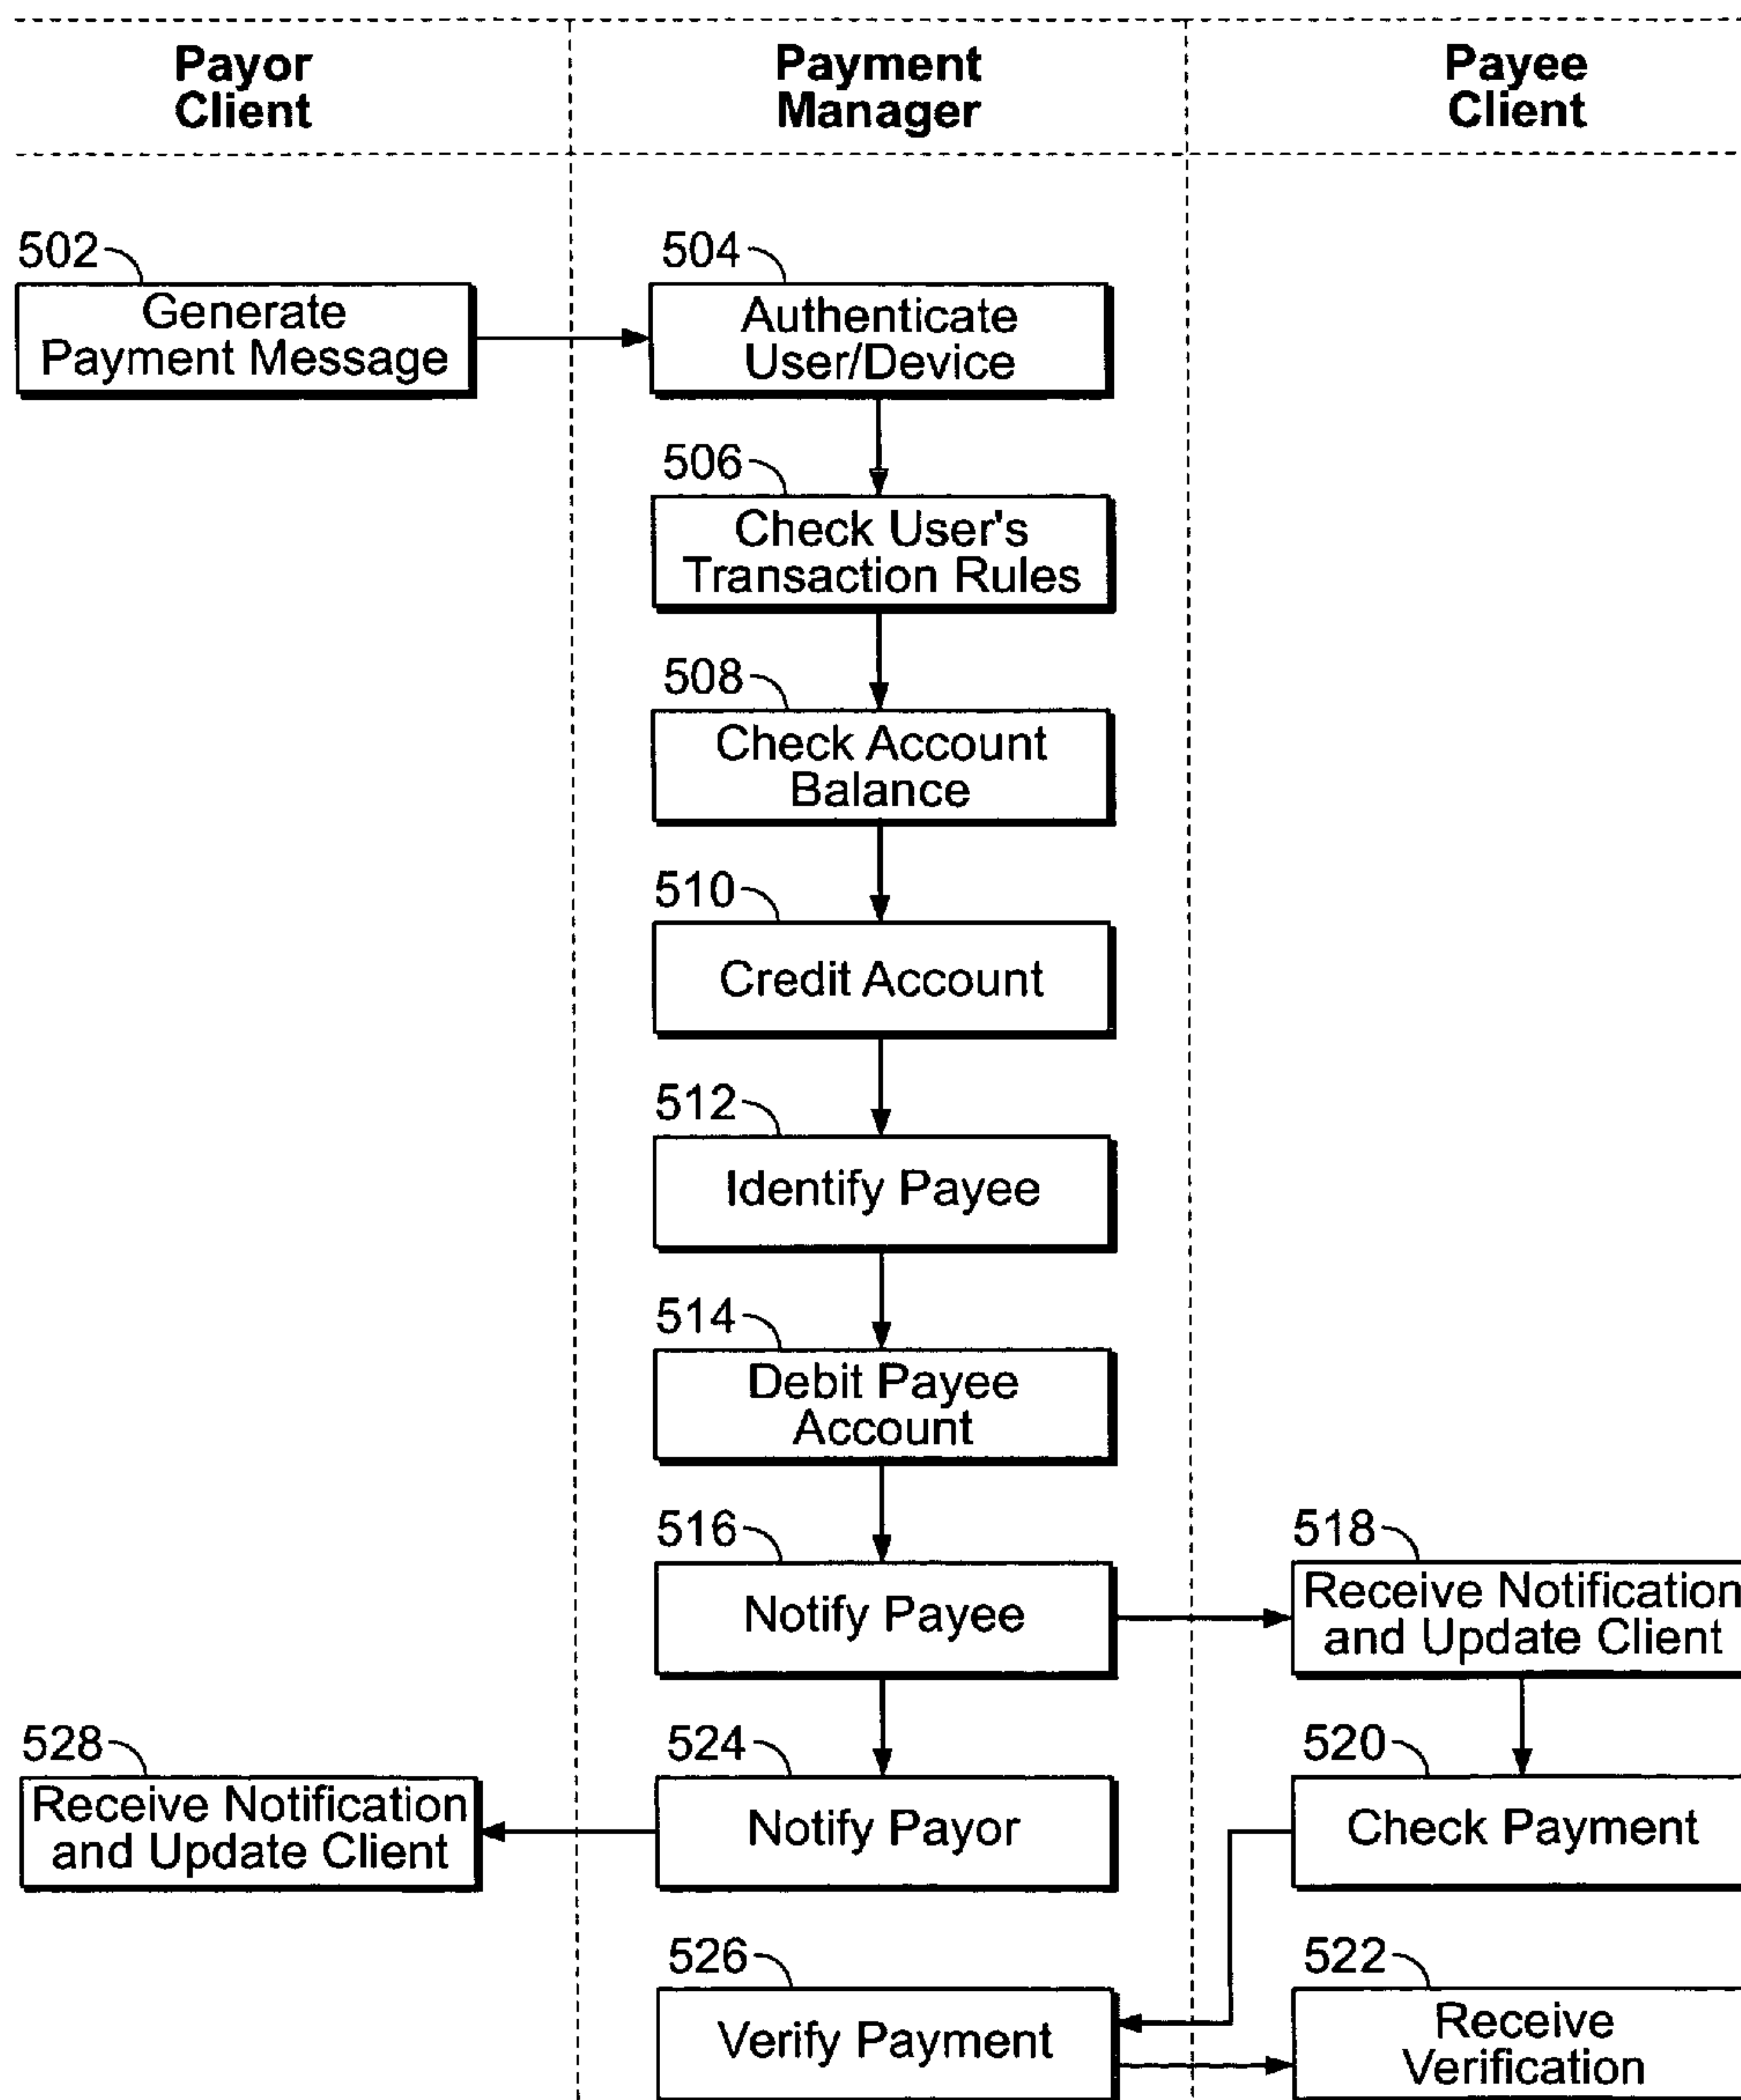 Payor
Client
Payment
Manager
Payee
Client
502
Generate
Payment Message
504
Authenticate
User/Device
506
Check User's
Transaction Rules
508
Check Account
Balance
510
Credit Account
512
Identify Payee
514
Debit Payee
Account
516
Notify Payee
518
Receive Notification
and Update Client
528
Receive Notification
and Update Client
524
Notify Payor
520
Check Payment
526
Verify Payment
522
Receive
Verification